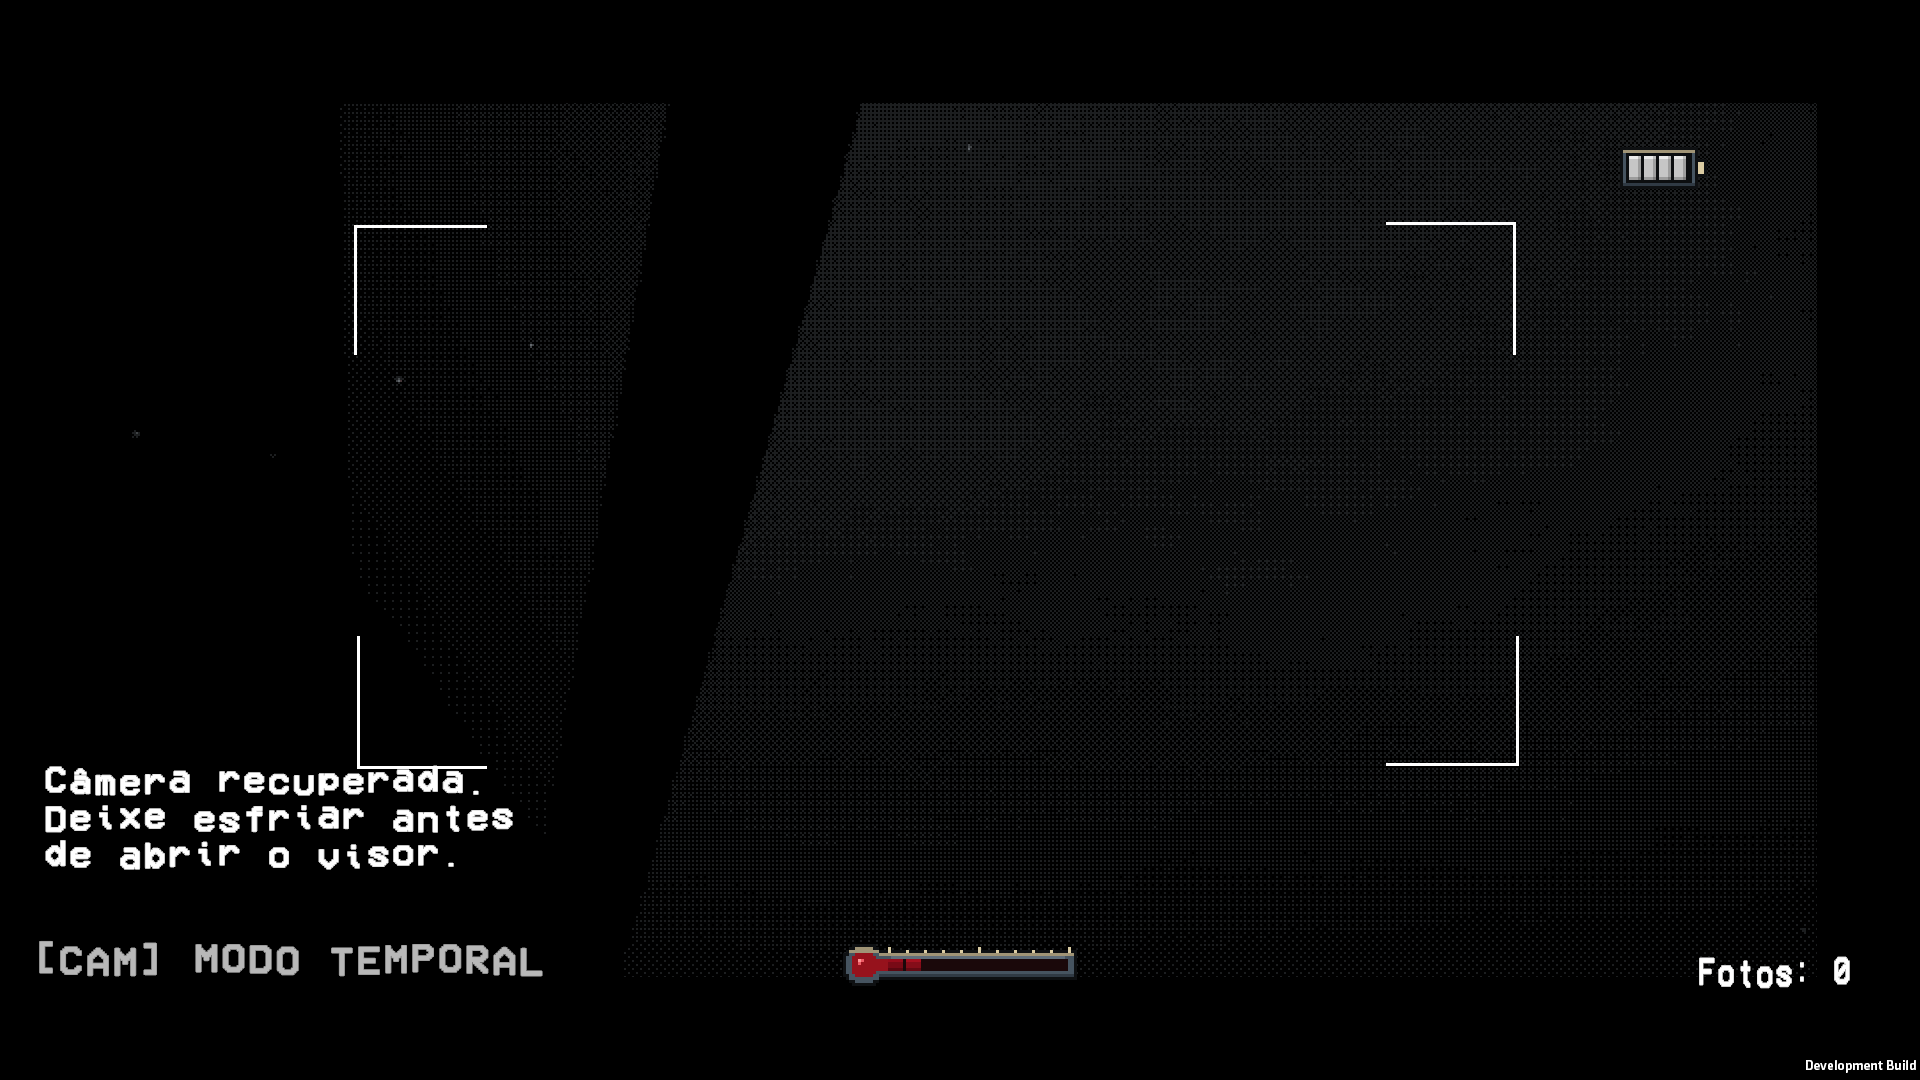 Câmera recuperada.
Deixe esfriar antes
de abrir o visor.
[CAM] MODO TEMPORAL
Fotos: 0
Development Build